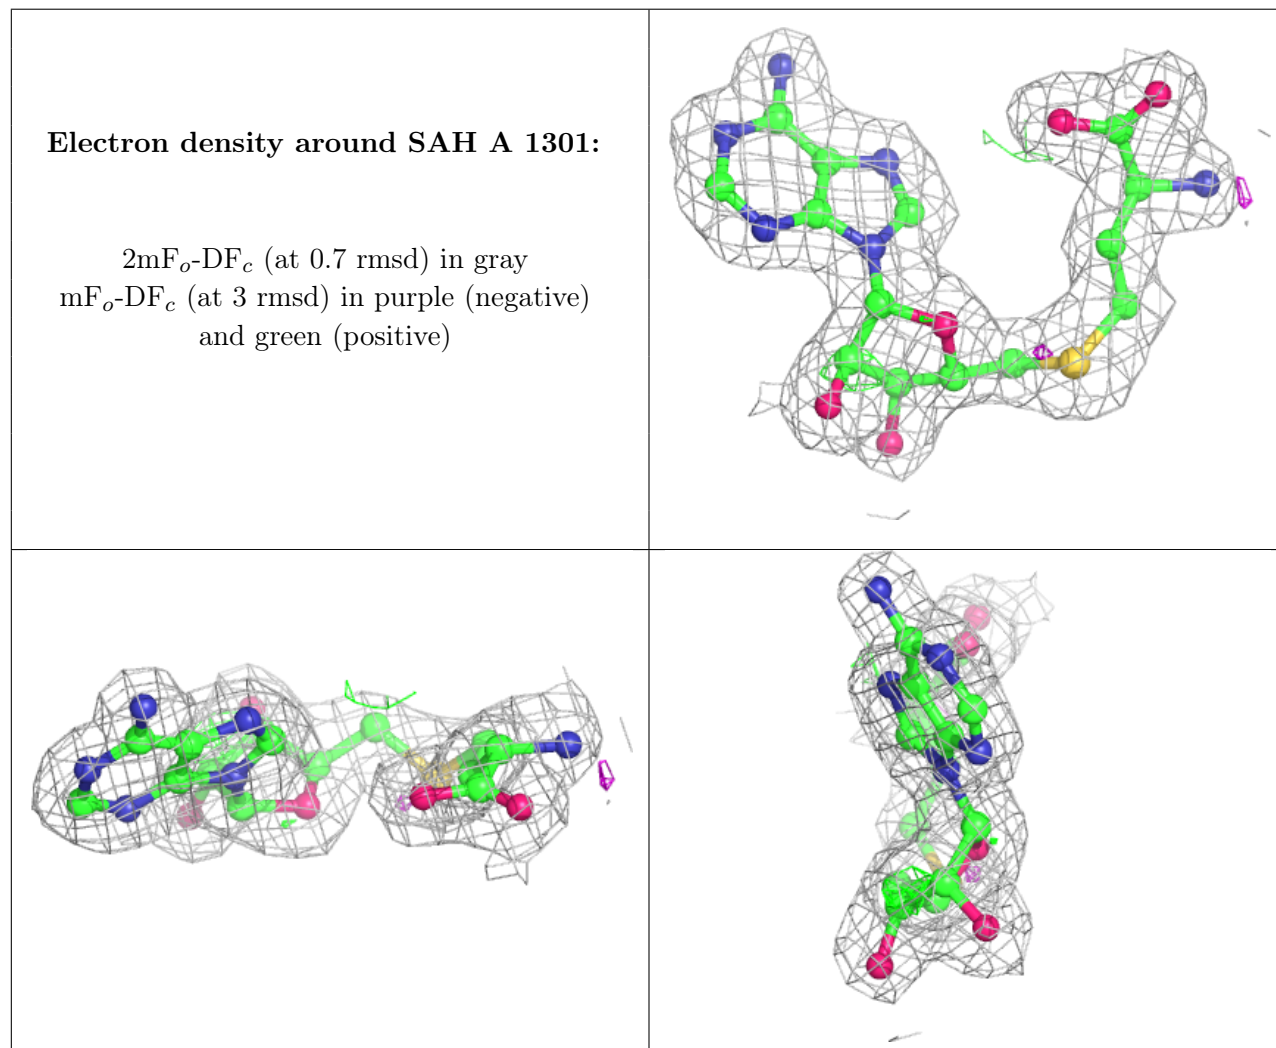 Electron density around SAH A 1301:
2mFₒ-DF𝒸 (at 0.7 rmsd) in gray
mFₒ-DF𝒸 (at 3 rmsd) in purple (negative)
and green (positive)